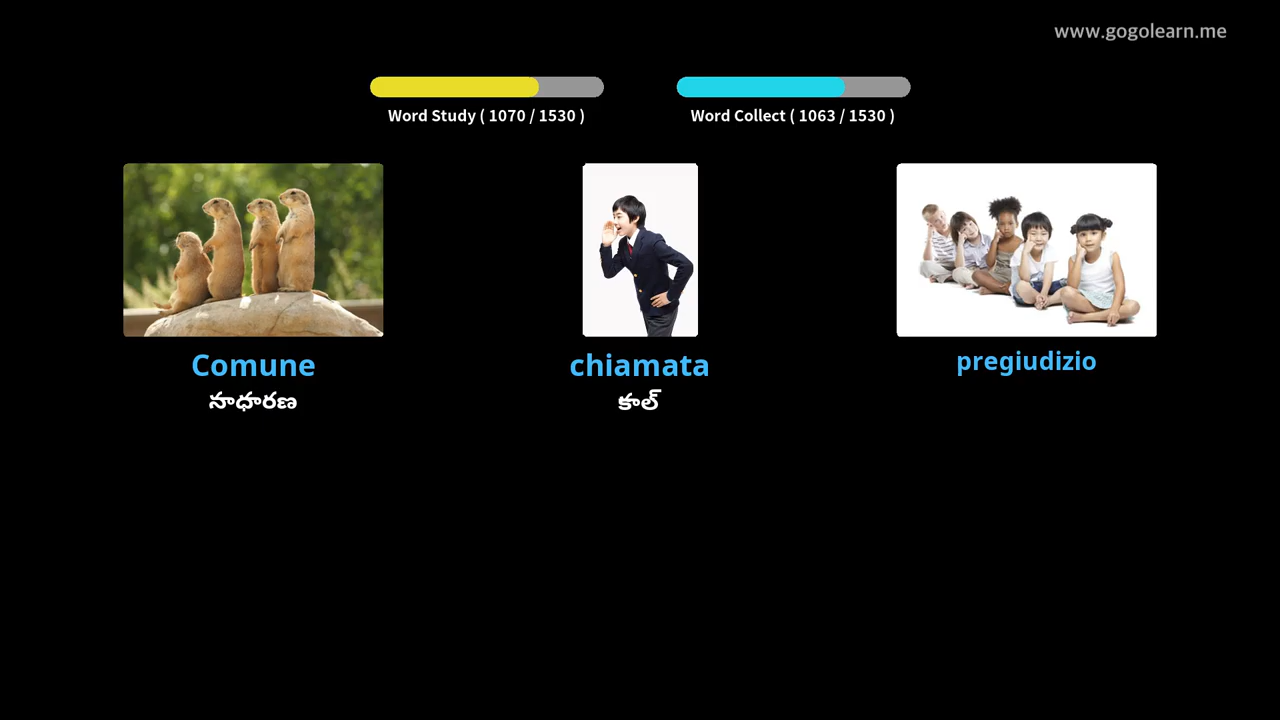 www.gogolearn.me
Word Study ( 1070 / 1530 )
Word Collect ( 1063 / 1530 )
Comune
సాధారణ
chiamata
కాల్
pregiudizio